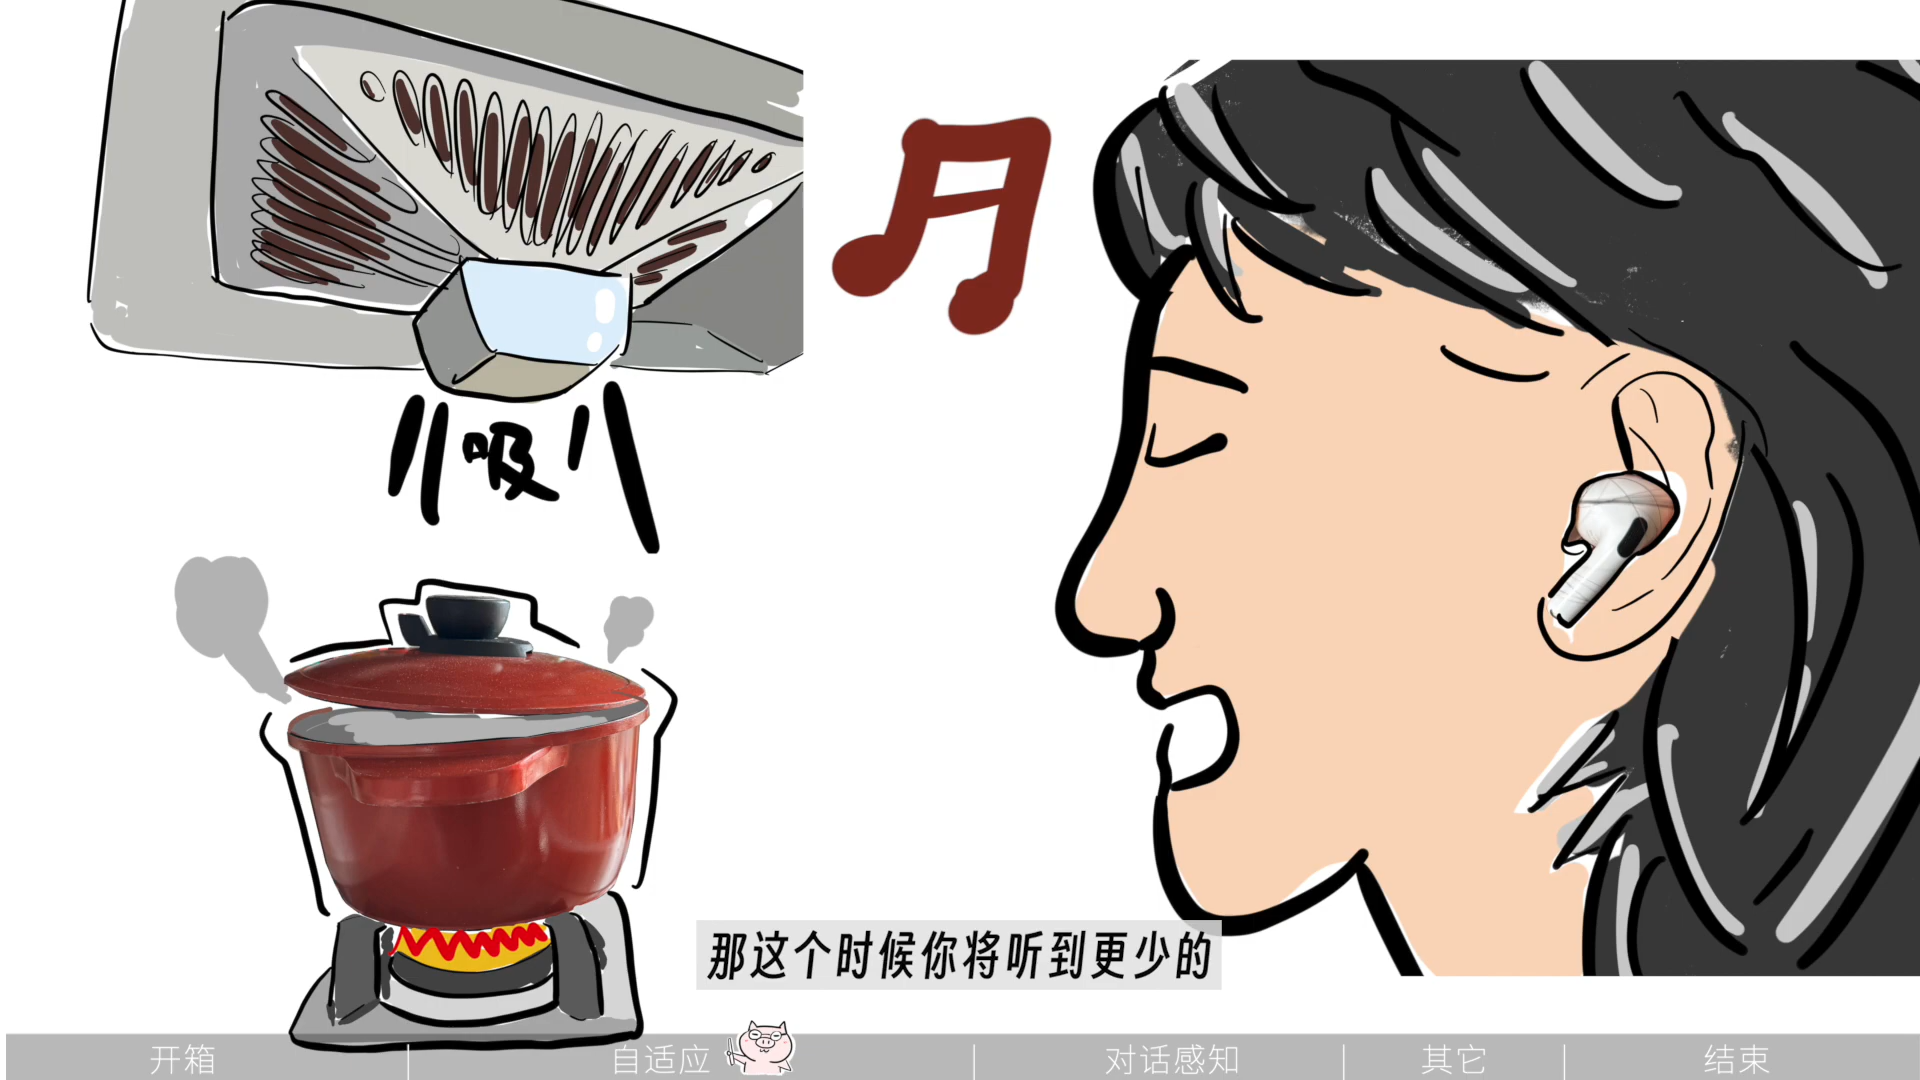 吸
那这个时候你将听到更少的
开箱
自适应
对话感知
其它
结束